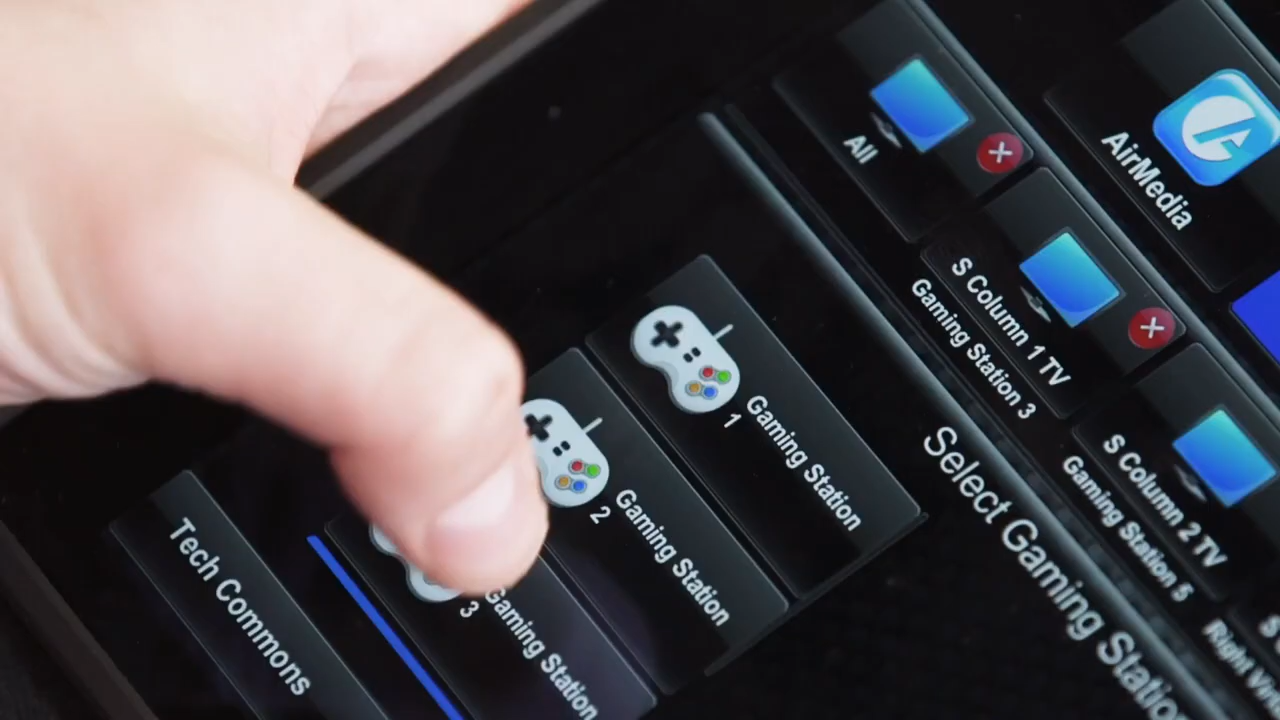 All
AirMedia
S Column 1 TV
Gaming Station 3
S Column 2 TV
Gaming Station 5
Select Gaming Station
Gaming Station
1
Gaming Station
2
Gaming Station
3
Tech Commons
Right